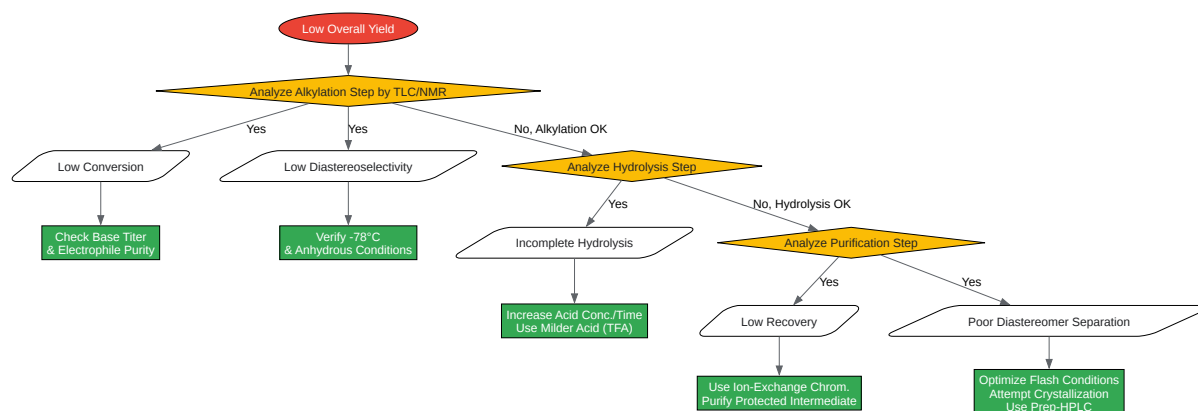 Low Overall Yield
Analyze Alkylation Step by TLC/NMR
Yes
Yes
No, Alkylation OK
Low Conversion
Low Diastereoselectivity
Analyze Hydrolysis Step
Yes
No, Hydrolysis OK
Check Base Titer
& Electrophile Purity
Verify -78°C
& Anhydrous Conditions
Incomplete Hydrolysis
Analyze Purification Step
Yes
Yes
Increase Acid Conc./Time
Use Milder Acid (TFA)
Low Recovery
Poor Diastereomer Separation
Use Ion-Exchange Chrom.
Purify Protected Intermediate
Optimize Flash Conditions
Attempt Crystallization
Use Prep-HPLC